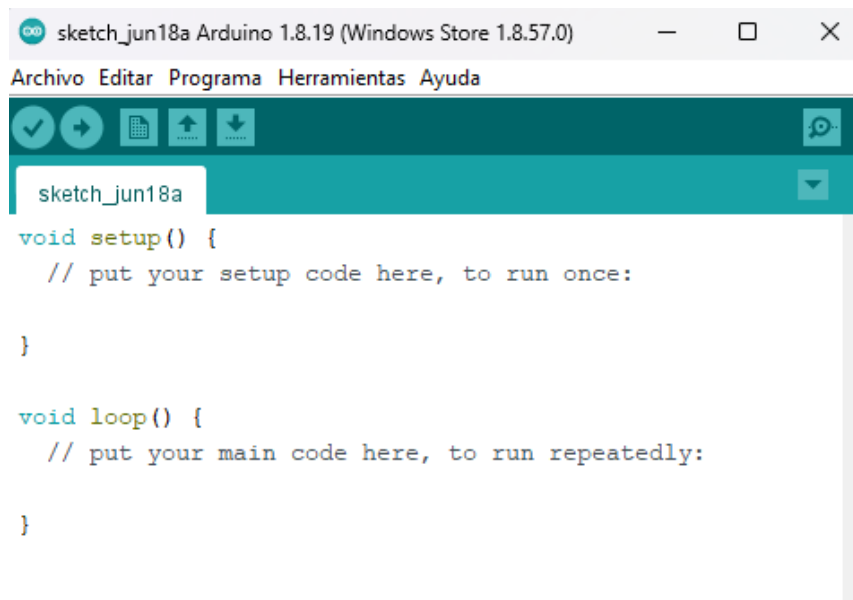 sketch_jun18a Arduino 1.8.19 (Windows Store 1.8.57.0)
Archivo Editar Programa Herramientas Ayuda
sketch_jun18a
void setup() {
  // put your setup code here, to run once:
}
void loop() {
  // put your main code here, to run repeatedly:
}